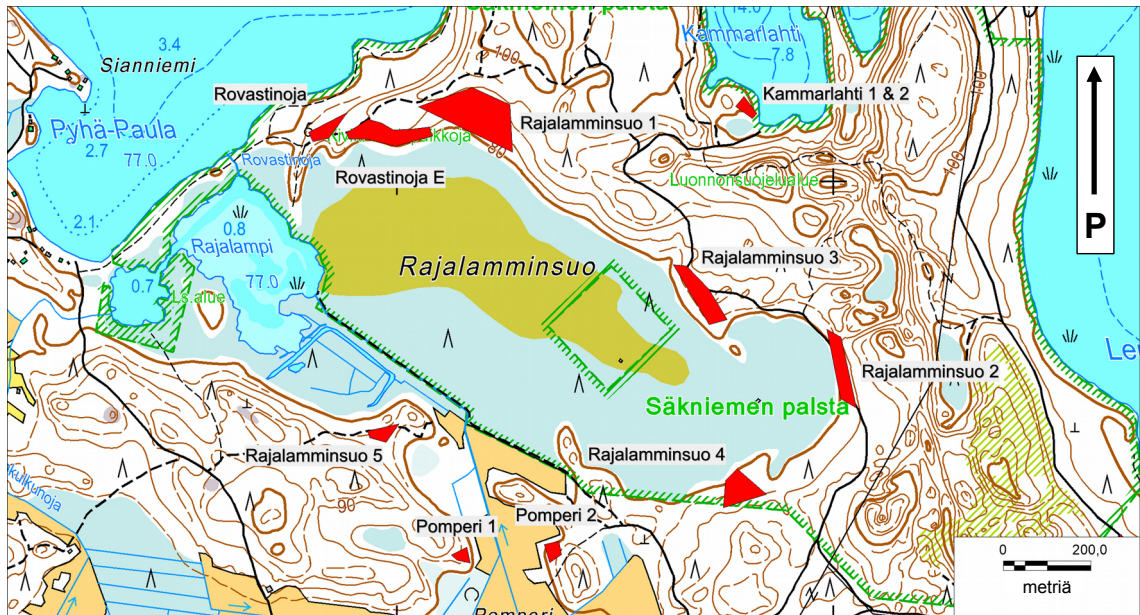 Säkniemen palsta
3.4
Sianniemi
14.0
Kammarlahti
7.8
100
100
Rovastinoja
Kammarlahti 1 & 2
Pyhä-Paula
2.7
77.0
Rajalamminsuo 1
80
Rovastinoja
Rovastinoja E
Luonnonsuojelualue
100
P
2.1
0.8
Rajalampi
77.0
Rajalamminsuo
Rajalamminsuo 3
0.7
Ls.alue
Rajalamminsuo 2
Säkniemen palsta
Rajalamminsuo 5
Rajalamminsuo 4
90
Pomperi 1
Pomperi 2
0
200,0
metriä
Pomperi